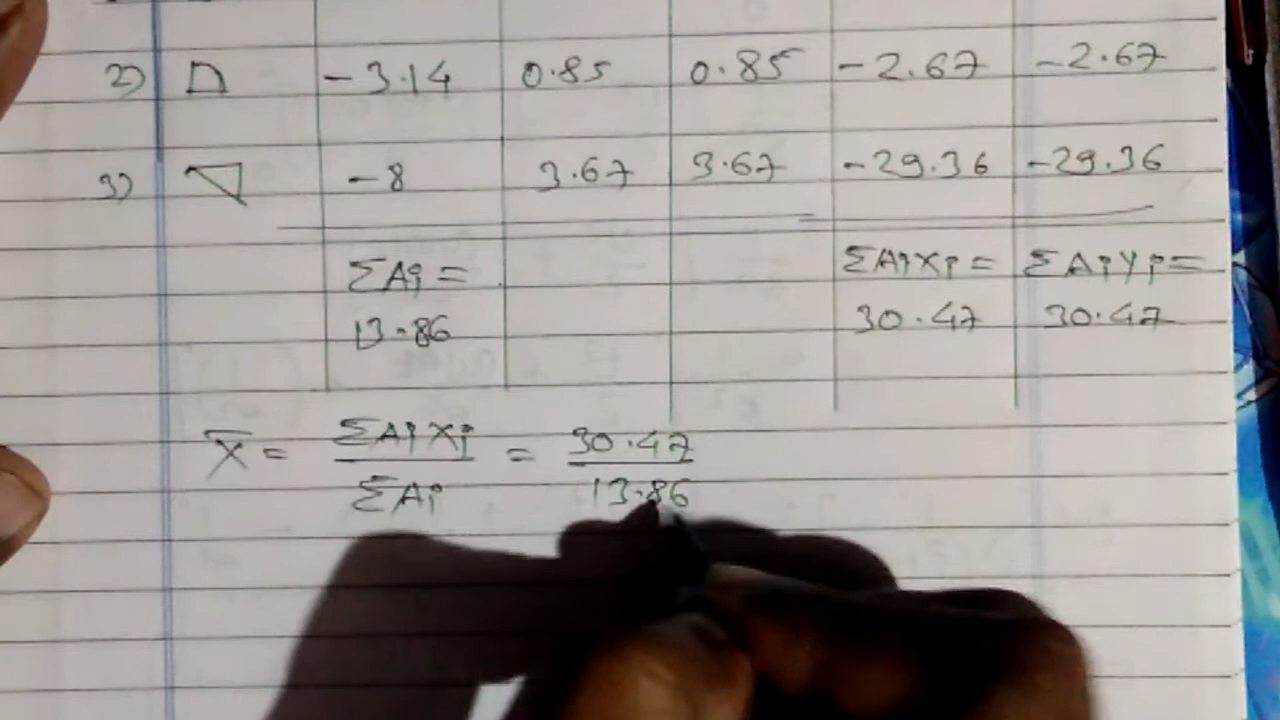 2) -3.14 0.85 0.85 -2.67 -2.67
3) -8 3.67 3.67 -29.36 -29.36
ΣAi = ΣAiXi = ΣAiYi =
13.86 30.47 30.47
X̄ = ΣAiXi / ΣAi = 30.47 / 13.86